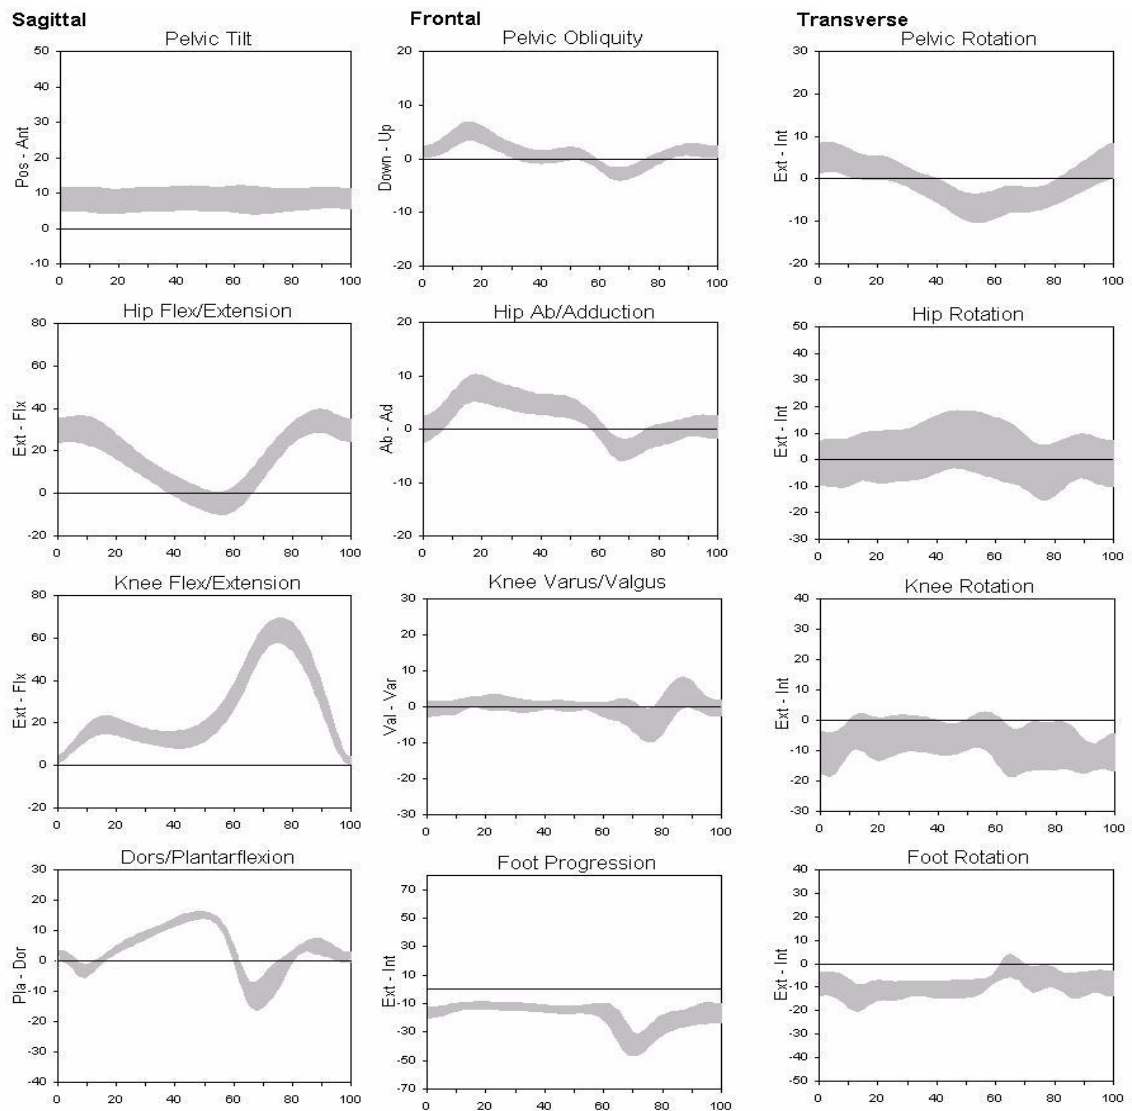 Sagittal
Frontal
Transverse
Pelvic Tilt
Pos - Ant
50
40
30
20
10
0
-10
0 20 40 60 80 100
Pelvic Obliquity
Down - Up
20
10
0
-10
-20
0 20 40 60 80 100
Pelvic Rotation
Ext - Int
30
20
10
0
-10
-20
0 20 40 60 80 100
Hip Flex/Extension
Ext - Flx
80
60
40
20
0
-20
0 20 40 60 80 100
Hip Ab/Adduction
Ab - Ad
20
10
0
-10
20
0 20 40 60 80 100
Hip Rotation
Ext - Int
50
40
30
20
10
0
-10
-20
-30
0 20 40 60 80 100
Knee Flex/Extension
Ext - Flx
80
60
40
20
0
-20
0 20 40 60 80 100
Knee Varus/Valgus
Val - Var
30
20
10
0
-10
-20
-30
0 20 40 60 80 100
Knee Rotation
Ext - Int
40
30
20
10
0
-10
-20
-30
0 20 40 60 80 100
Dors/Plantarflexion
Pla - Dor
30
20
10
0
-10
-20
-30
-40
0 20 40 60 80 100
Foot Progression
Ext - Int
70
50
30
10
-10
-30
-50
-70
0 20 40 60 80 100
Foot Rotation
Ext - Int
40
30
20
10
0
-10
-20
-30
-40
-50
0 20 40 60 80 100